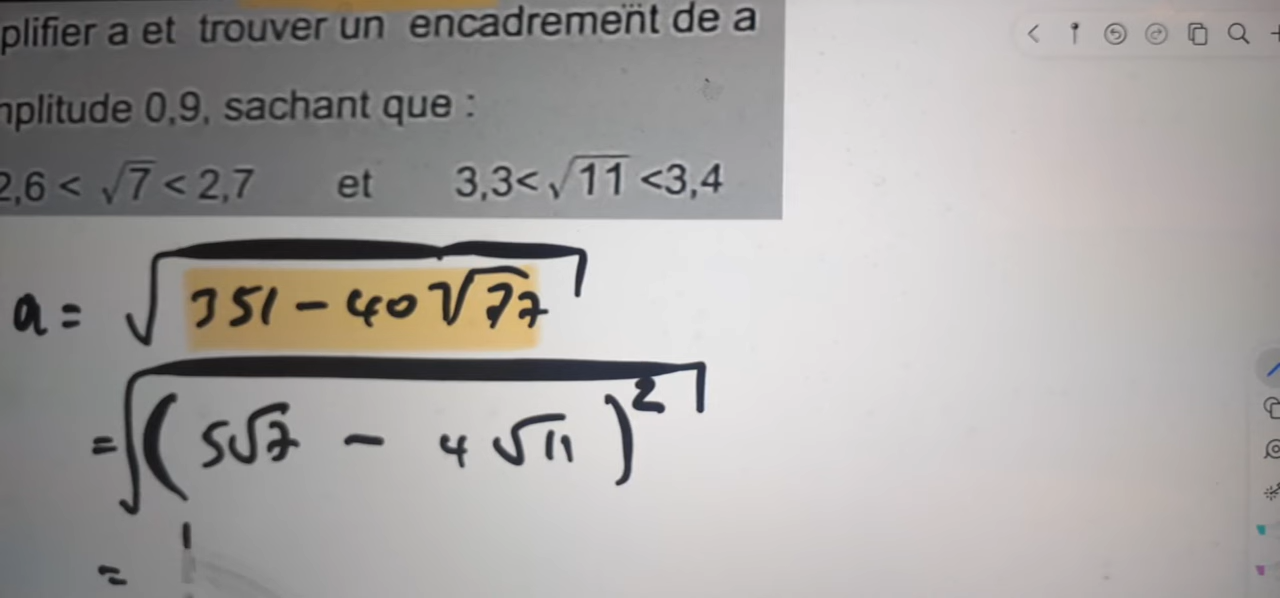 plifier a et trouver un encadrement de a
mplitude 0,9, sachant que :
2,6 < √7 < 2,7 et 3,3< √11 <3,4
a = √(351 - 40√77)
= √((5√7 - 4√11)²)
=